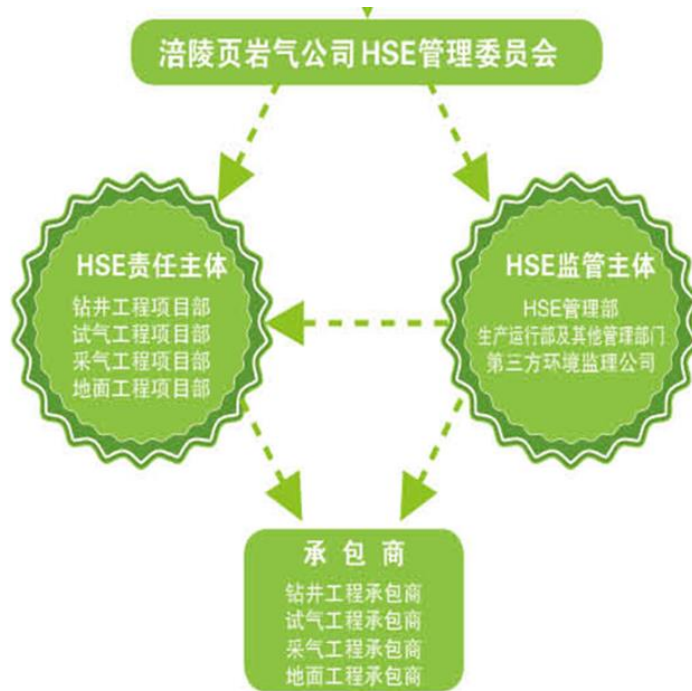 涪陵页岩气公司HSE管理委员会
HSE责任主体
钻井工程项目部
试气工程项目部
采气工程项目部
地面工程项目部
HSE监管主体
HSE管理部
生产运行部及其他管理部门
第三方环境监理公司
承包商
钻井工程承包商
试气工程承包商
采气工程承包商
地面工程承包商